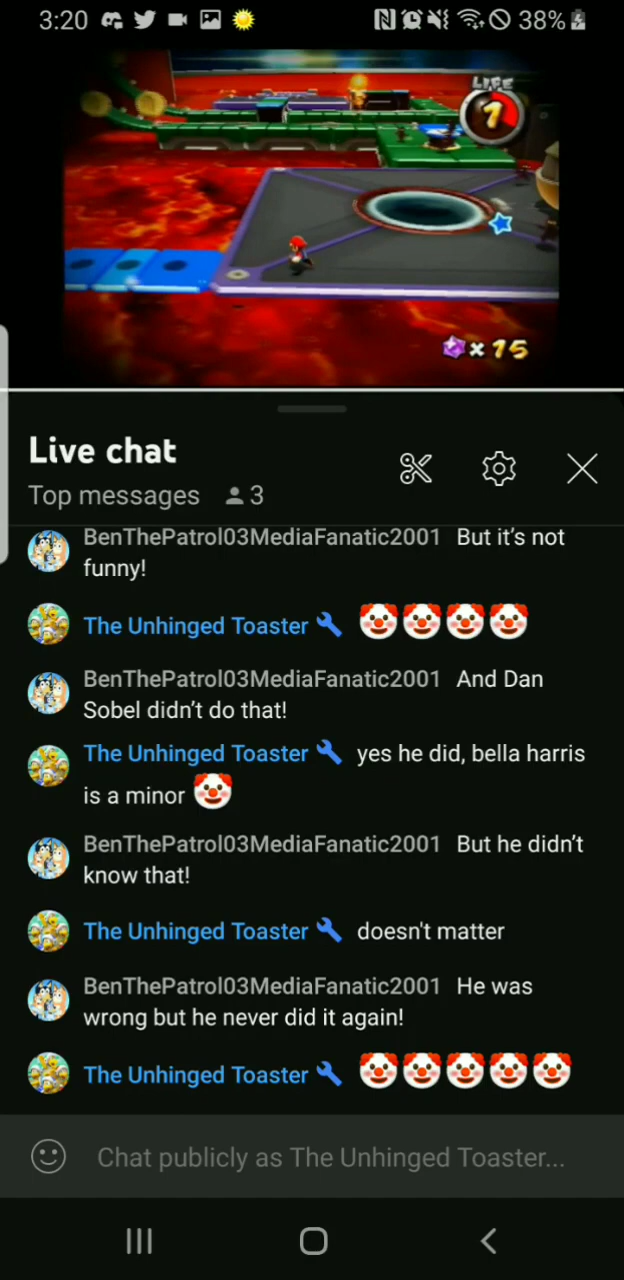 3:20
38%
LIFE
1
×15
Live chat
Top messages 3
BenThePatrol03MediaFanatic2001 But it's not
funny!
The Unhinged Toaster 🔧 🤡🤡🤡🤡
BenThePatrol03MediaFanatic2001 And Dan
Sobel didn't do that!
The Unhinged Toaster 🔧 yes he did, bella harris
is a minor 🤡
BenThePatrol03MediaFanatic2001 But he didn't
know that!
The Unhinged Toaster 🔧 doesn't matter
BenThePatrol03MediaFanatic2001 He was
wrong but he never did it again!
The Unhinged Toaster 🔧 🤡🤡🤡🤡🤡
Chat publicly as The Unhinged Toaster...